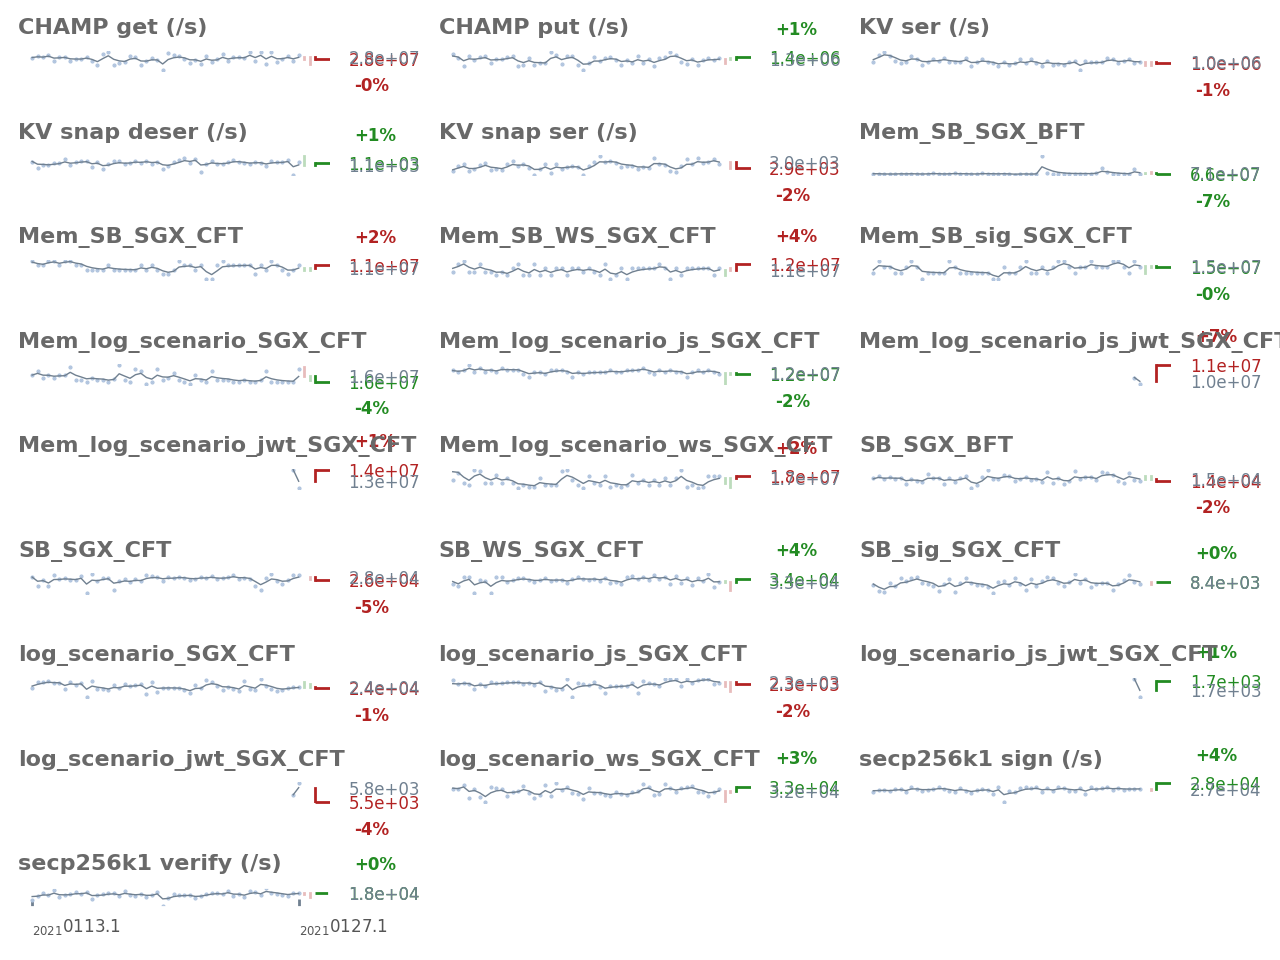 CHAMP get (/s)
2.8e+07
2.8e+07
-0%
CHAMP put (/s)
+1%
1.4e+06
KV ser (/s)
1.0e+06
-1%
KV snap deser (/s)
+1%
1.1e+03
1.1e+03
KV snap ser (/s)
3.0e+03
2.9e+03
-2%
Mem_SB_SGX_BFT
6.6e+07
-7%
Mem_SB_SGX_CFT
+2%
1.1e+07
1.1e+07
Mem_SB_WS_SGX_CFT
+4%
1.2e+07
1.1e+07
Mem_SB_sig_SGX_CFT
1.5e+07
1.5e+07
-0%
Mem_log_scenario_SGX_CFT
1.6e+07
1.6e+07
-4%
Mem_log_scenario_js_SGX_CFT
1.2e+07
1.2e+07
-2%
Mem_log_scenario_js_jwt_SGX_CFT
+7%
1.1e+07
1.0e+07
Mem_log_scenario_jwt_SGX_CFT
+1%
1.4e+07
1.3e+07
Mem_log_scenario_ws_SGX_CFT
+2%
1.8e+07
1.7e+07
SB_SGX_BFT
1.5e+04
1.4e+04
-2%
SB_SGX_CFT
2.8e+04
2.6e+04
-5%
SB_WS_SGX_CFT
+4%
3.4e+04
3.3e+04
SB_sig_SGX_CFT
+0%
8.4e+03
log_scenario_SGX_CFT
2.4e+04
2.4e+04
-1%
log_scenario_js_SGX_CFT
2.3e+03
2.3e+03
-2%
log_scenario_js_jwt_SGX_CFT
+1%
1.7e+03
1.7e+03
log_scenario_jwt_SGX_CFT
5.8e+03
5.5e+03
-4%
log_scenario_ws_SGX_CFT
+3%
3.3e+04
3.2e+04
secp256k1 sign (/s)
+4%
2.8e+04
2.7e+04
secp256k1 verify (/s)
+0%
1.8e+04
2021 0113.1
2021 0127.1